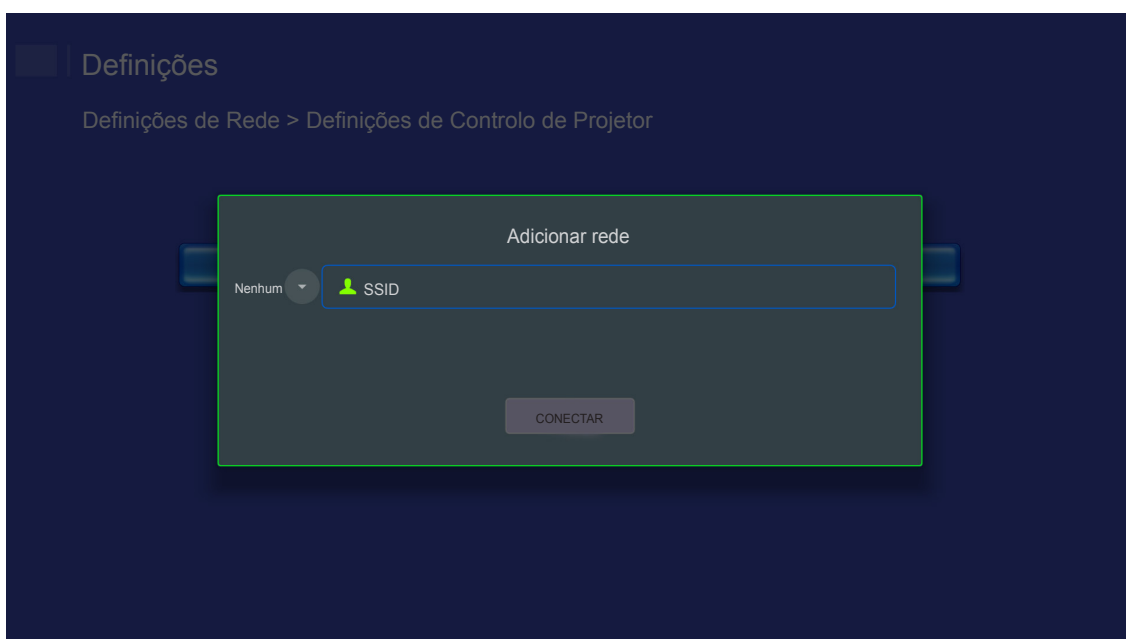 Definições
Definições de Rede > Definições de Controlo de Projetor
Adicionar rede
Nenhum SSID
CONECTAR